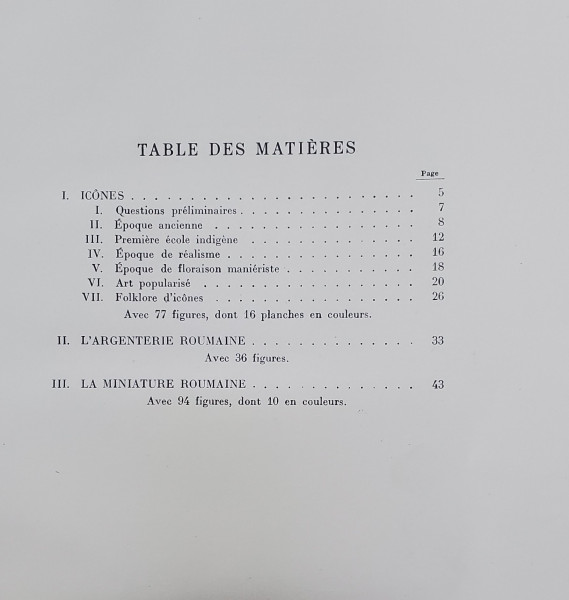 TABLE DES MATIÈRES
Page
I. ICÔNES . . . . . . . . . . . . . . . . . . . 5
I. Questions préliminaires . . . . . . . . . . . . 7
II. Époque ancienne . . . . . . . . . . . . . 8
III. Première école indigène . . . . . . . . . . . 12
IV. Époque de réalisme . . . . . . . . . . . . . 16
V. Époque de floraison maniériste . . . . . . . . . 18
VI. Art popularisé . . . . . . . . . . . . . . 20
VII. Folklore d'icônes . . . . . . . . . . . . . 26
Avec 77 figures, dont 16 planches en couleurs.
II. L'ARGENTERIE ROUMAINE . . . . . . . . . . . 33
Avec 36 figures.
III. LA MINIATURE ROUMAINE . . . . . . . . . . . 43
Avec 94 figures, dont 10 en couleurs.